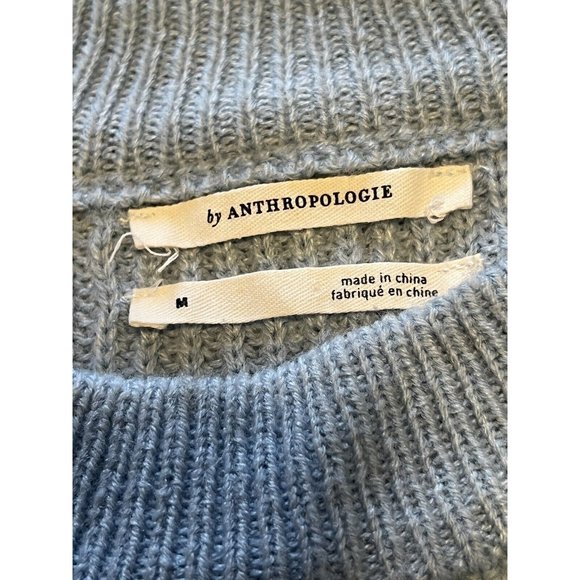 by ANTHROPOLOGIE
M
made in china
fabriqué en chine